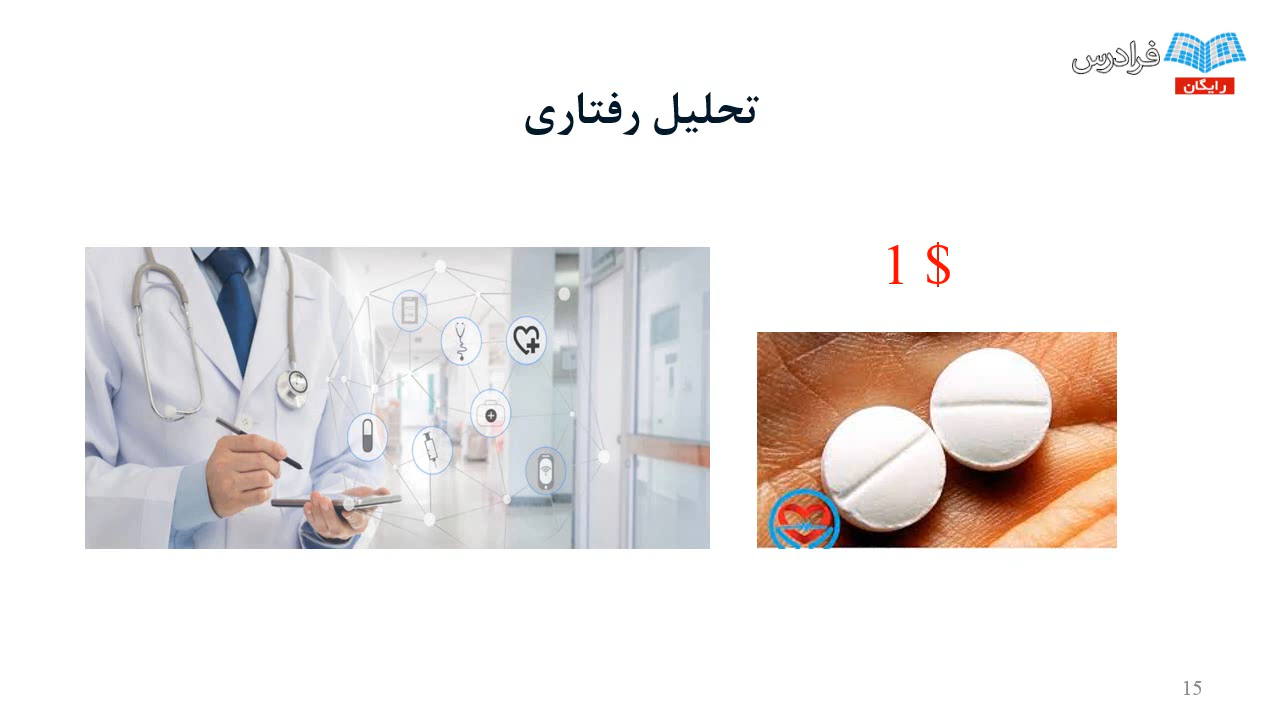 فرادرس
رایگان
تحلیل رفتاری
1 $
15